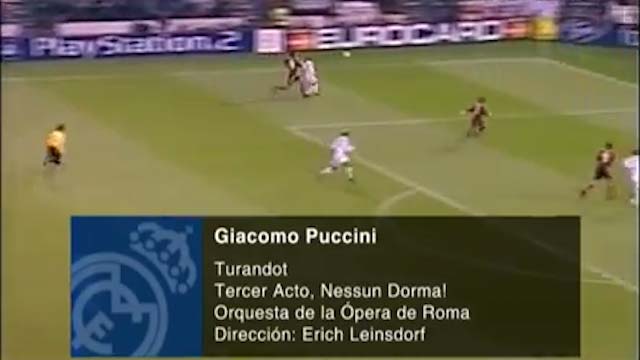 PlayStation 2
EUROCARD
Giacomo Puccini
Turandot
Tercer Acto, Nessun Dorma!
Orquesta de la Ópera de Roma
Dirección: Erich Leinsdorf